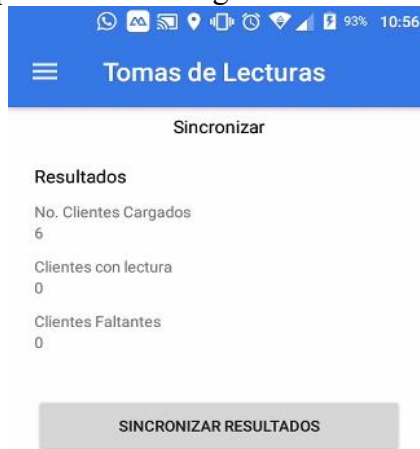 93% 10:56
Tomas de Lecturas
Sincronizar
Resultados
No. Clientes Cargados
6
Clientes con lectura
0
Clientes Faltantes
0
SINCRONIZAR RESULTADOS